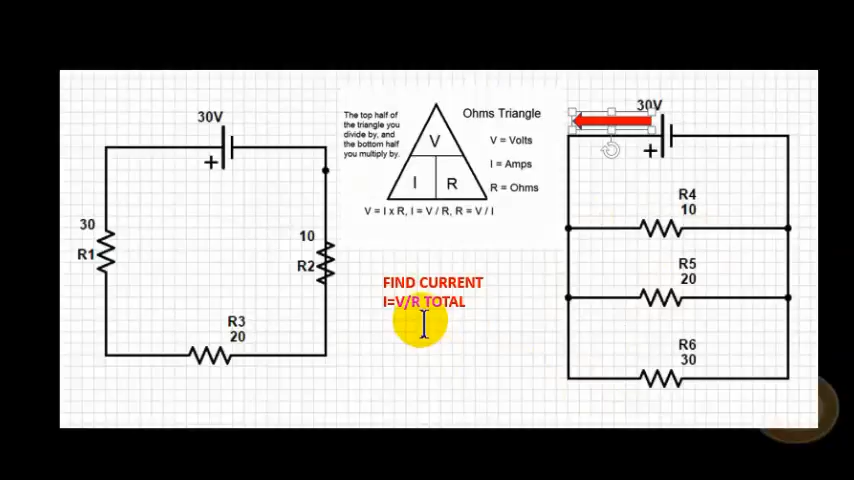 30V
+
30
R1
10
R2
R3
20
The top half of
the triangle you
divide by, and
the bottom half
you multiply by.
V
I R
Ohms Triangle
V = Volts
I = Amps
R = Ohms
V = I x R, I = V / R, R = V / I
FIND CURRENT
I=V/R TOTAL
30V
+
R4
10
R5
20
R6
30